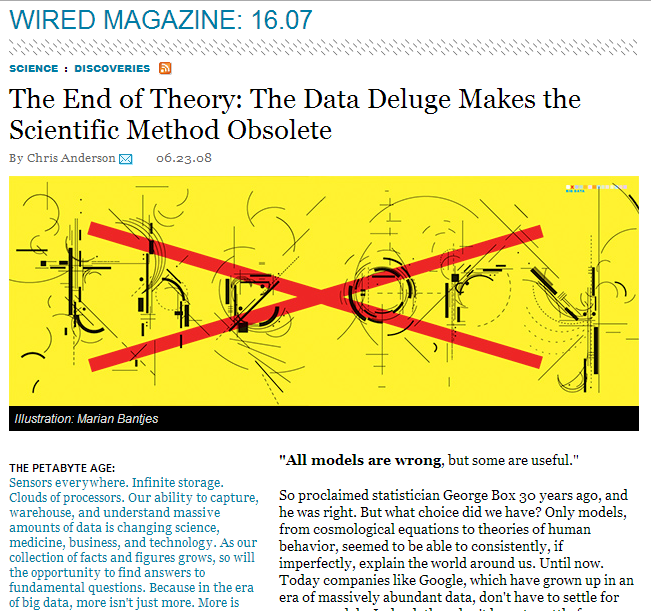 WIRED MAGAZINE: 16.07
SCIENCE : DISCOVERIES
The End of Theory: The Data Deluge Makes the
Scientific Method Obsolete
By Chris Anderson 06.23.08
BIG DATA
theory
Illustration: Marian Bantjes
THE PETABYTE AGE:
Sensors everywhere. Infinite storage.
Clouds of processors. Our ability to capture,
warehouse, and understand massive
amounts of data is changing science,
medicine, business, and technology. As our
collection of facts and figures grows, so will
the opportunity to find answers to
fundamental questions. Because in the era
of big data, more isn't just more. More is
"All models are wrong, but some are useful."
So proclaimed statistician George Box 30 years ago, and
he was right. But what choice did we have? Only models,
from cosmological equations to theories of human
behavior, seemed to be able to consistently, if
imperfectly, explain the world around us. Until now.
Today companies like Google, which have grown up in an
era of massively abundant data, don't have to settle for